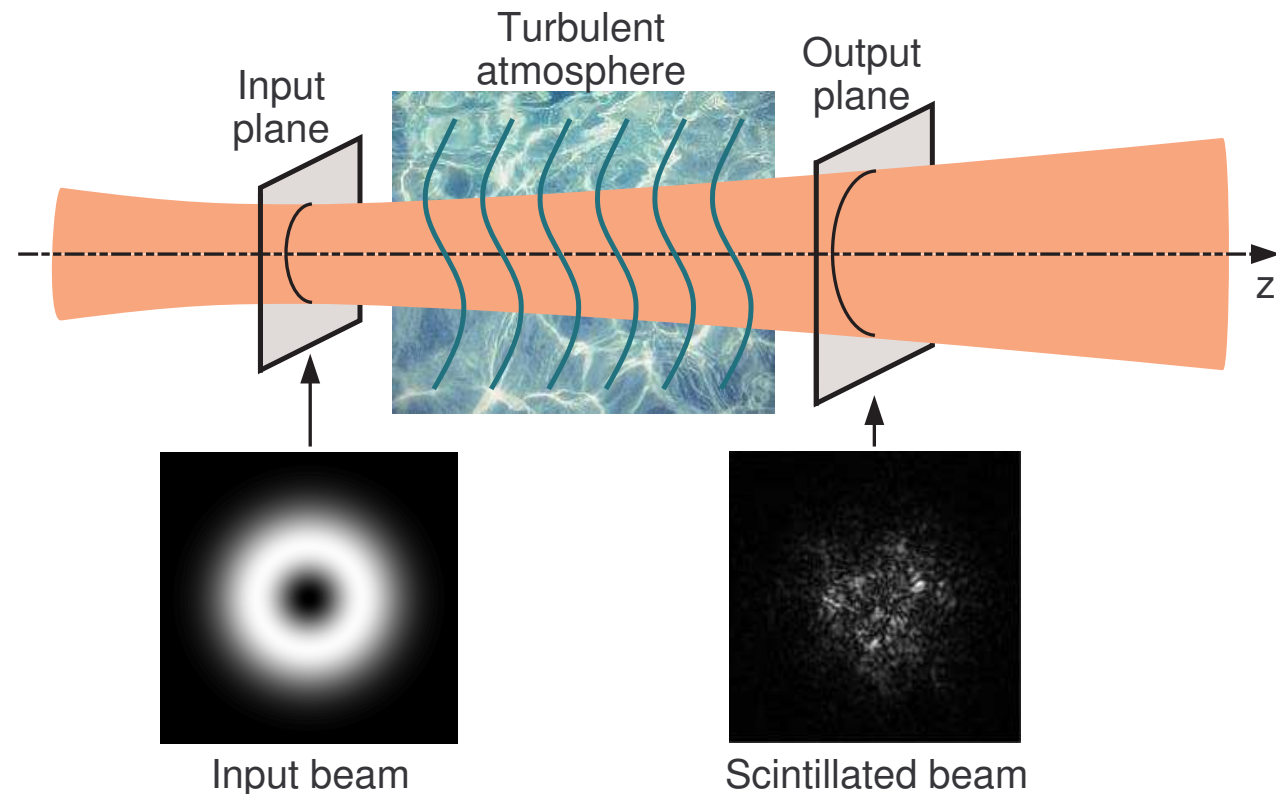 Turbulent
atmosphere
Input
plane
Output
plane
z
Input beam
Scintillated beam